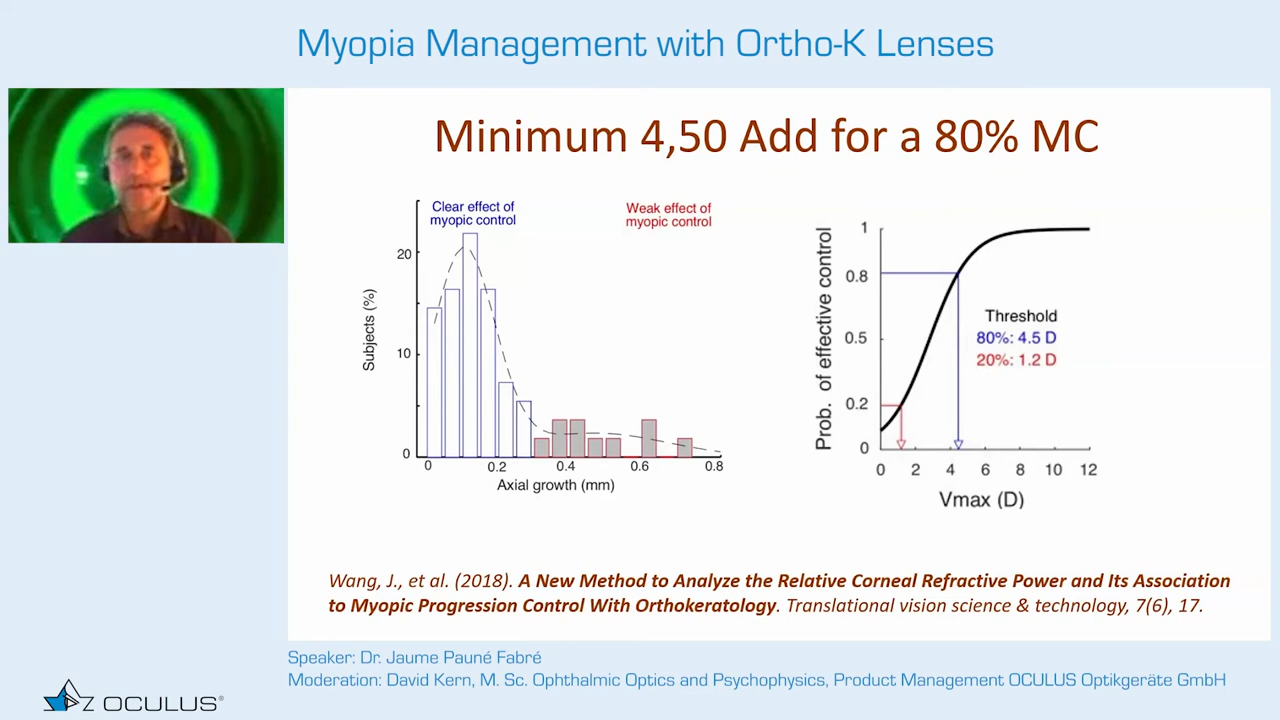 Myopia Management with Ortho-K Lenses
Minimum 4,50 Add for a 80% MC
Clear effect of
myopic control
Weak effect of
myopic control
Subjects (%)
20
10
0
0
0.2
0.4
0.6
0.8
Axial growth (mm)
Prob. of effective control
1
0.8
0.5
0.2
0
Threshold
80%: 4.5 D
20%: 1.2 D
0
2
4
6
8
10
12
Vmax (D)
Wang, J., et al. (2018). A New Method to Analyze the Relative Corneal Refractive Power and Its Association
to Myopic Progression Control With Orthokeratology. Translational vision science & technology, 7(6), 17.
Speaker: Dr. Jaume Pauné Fabré
Moderation: David Kern, M. Sc. Ophthalmic Optics and Psychophysics, Product Management OCULUS Optikgeräte GmbH
OCULUS®